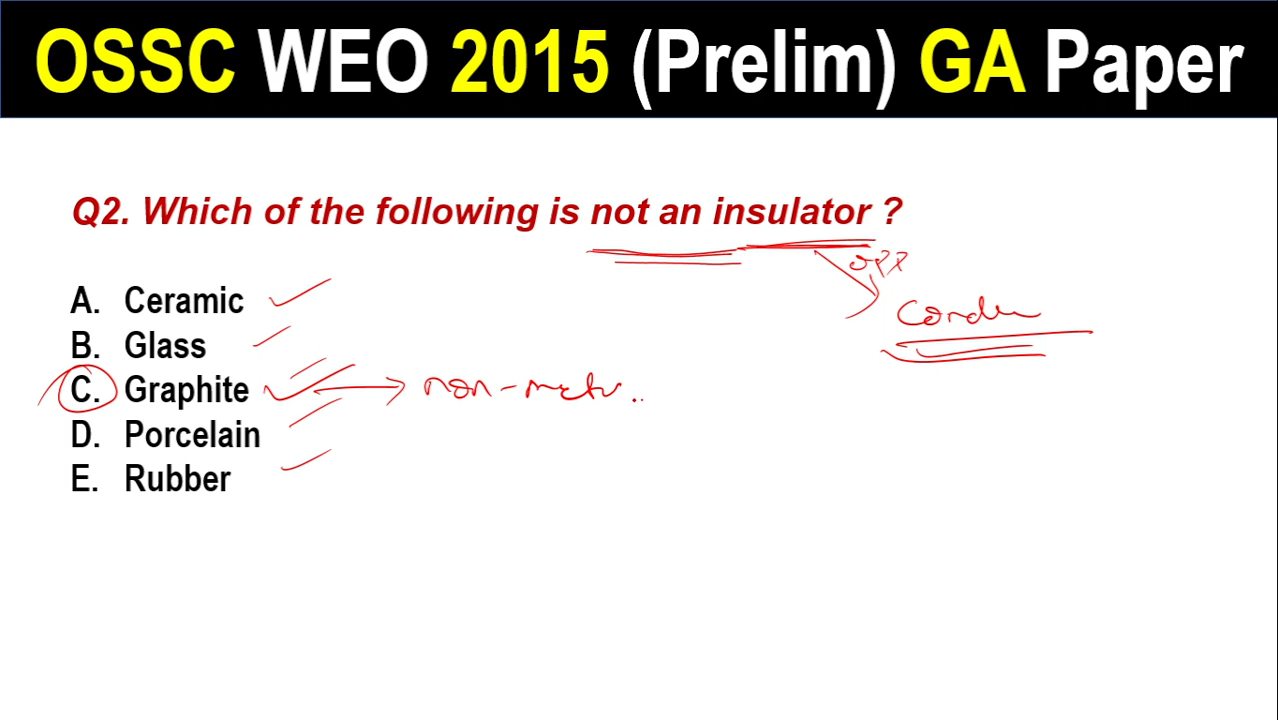 OSSC WEO 2015 (Prelim) GA Paper
Q2. Which of the following is not an insulator ?
opp
A. Ceramic
B. Glass
C. Graphite
D. Porcelain
E. Rubber